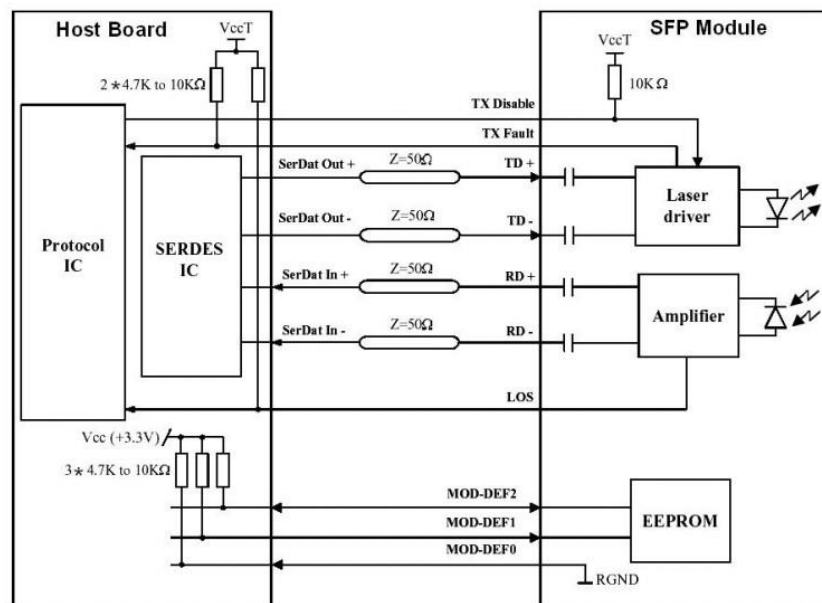 Host Board
SFP Module
VccT
VccT
2*4.7K to 10KΩ
10KΩ
TX Disable
TX Fault
SerDat Out +
Z=50Ω
TD +
Laser driver
SerDat Out -
Z=50Ω
TD -
Protocol IC
SERDES IC
SerDat In +
Z=50Ω
RD +
Amplifier
SerDat In -
Z=50Ω
RD -
LOS
Vcc (+3.3V)
3*4.7K to 10KΩ
MOD-DEF2
MOD-DEF1
EEPROM
MOD-DEF0
RGND